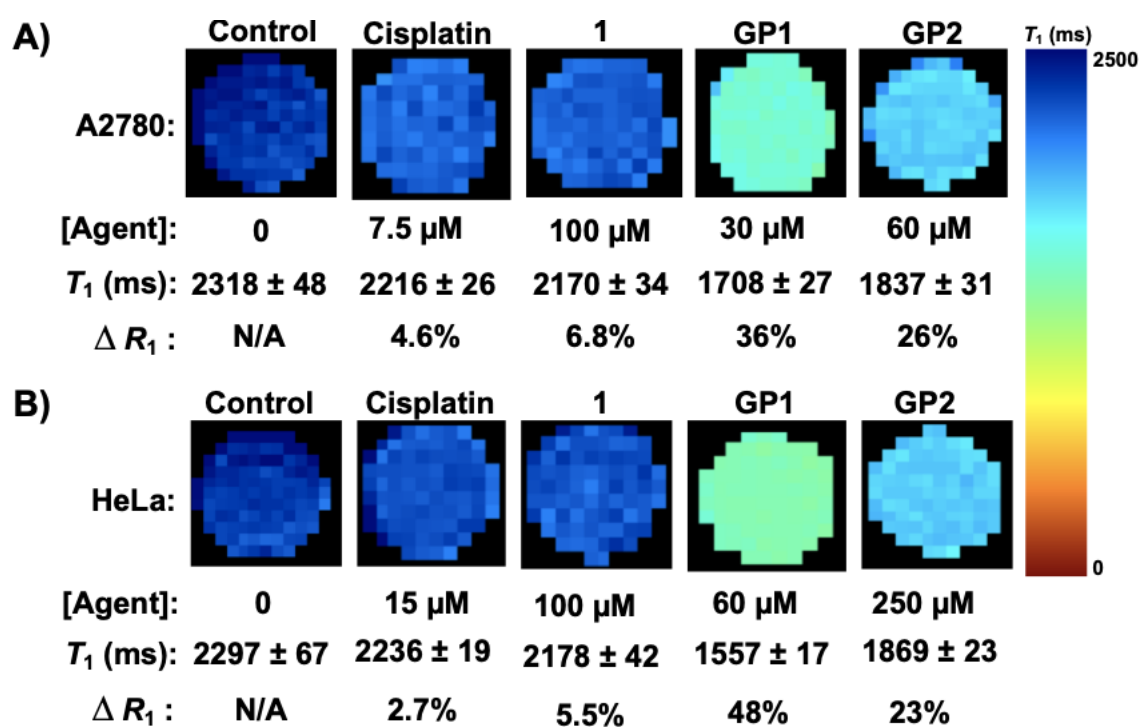 A)
Control Cisplatin 1 GP1 GP2
T₁ (ms)
2500
A2780:
[Agent]: 0 7.5 µM 100 µM 30 µM 60 µM
T₁ (ms): 2318 ± 48 2216 ± 26 2170 ± 34 1708 ± 27 1837 ± 31
Δ R₁ : N/A 4.6% 6.8% 36% 26%
B)
Control Cisplatin 1 GP1 GP2
HeLa:
0
[Agent]: 0 15 µM 100 µM 60 µM 250 µM
T₁ (ms): 2297 ± 67 2236 ± 19 2178 ± 42 1557 ± 17 1869 ± 23
Δ R₁ : N/A 2.7% 5.5% 48% 23%